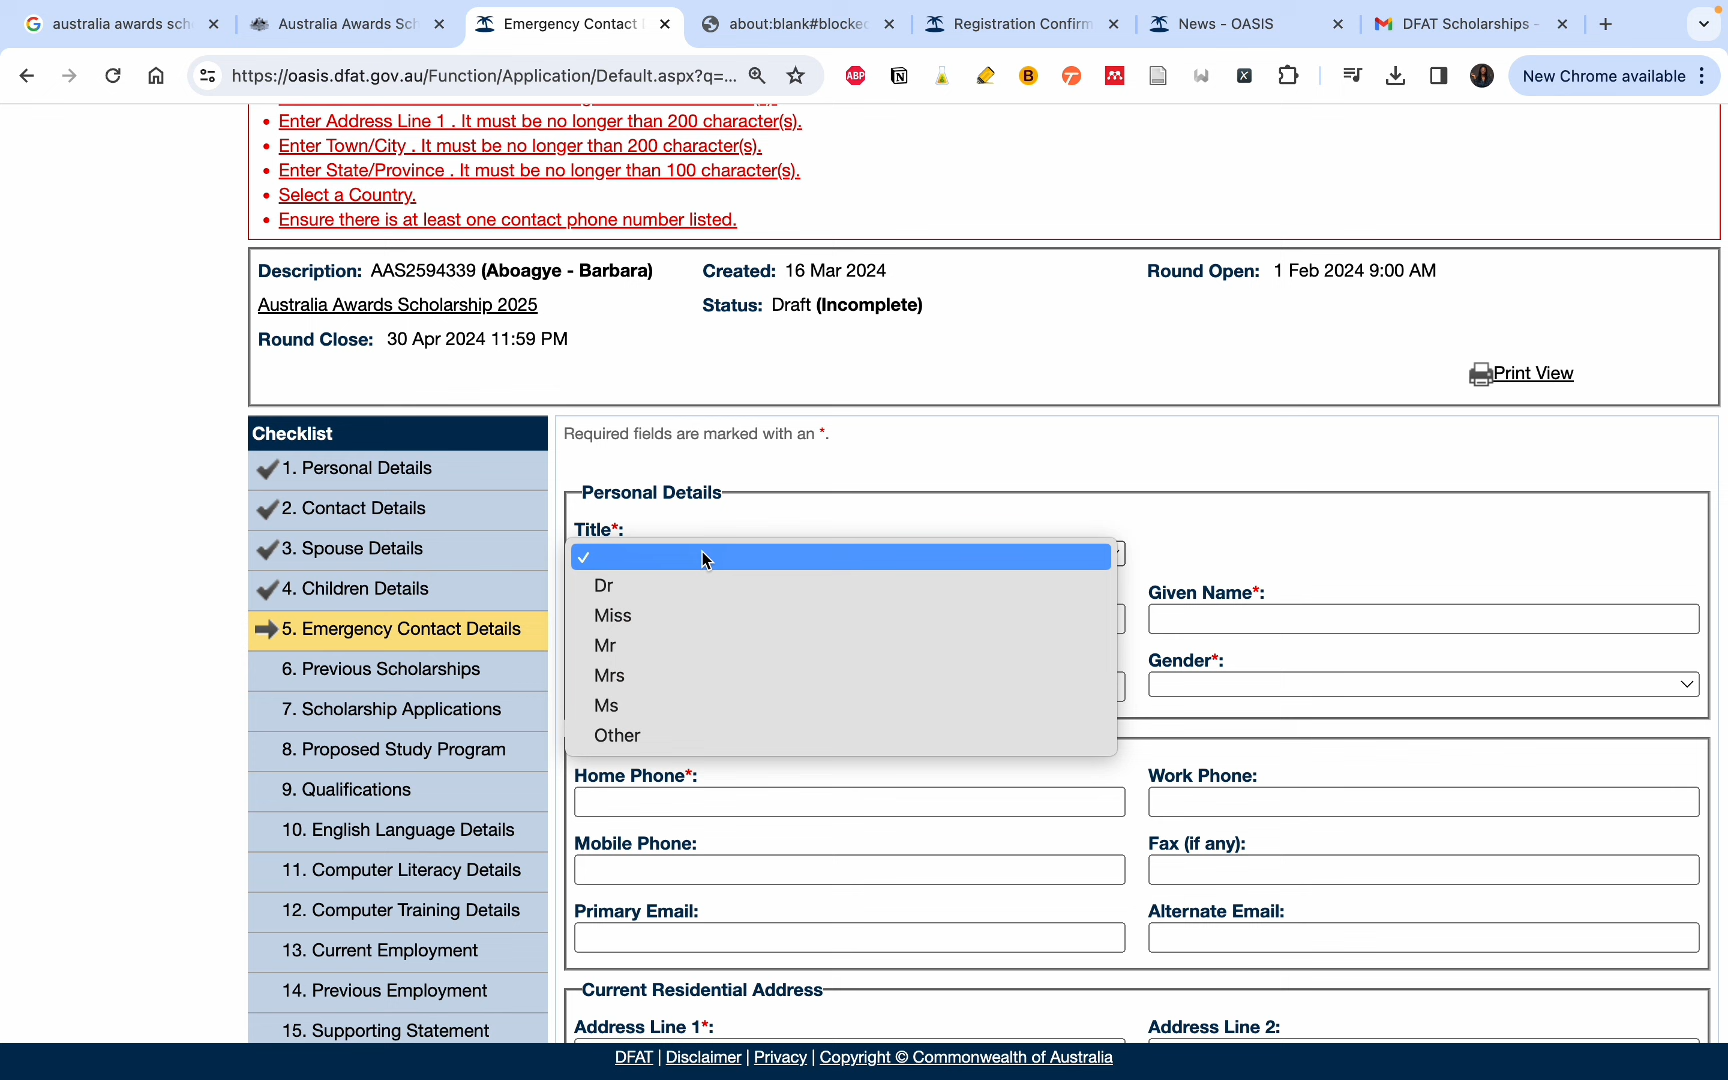 australia awards sch
Australia Awards Sch
Emergency Contact
about:blank#blocke
Registration Confirm
News - OASIS
DFAT Scholarships -
https://oasis.dfat.gov.au/Function/Application/Default.aspx?q=...
ABP
New Chrome available
Enter Address Line 1 . It must be no longer than 200 character(s).
Enter Town/City . It must be no longer than 200 character(s).
Enter State/Province . It must be no longer than 100 character(s).
Select a Country.
Ensure there is at least one contact phone number listed.
Description: AAS2594339 (Aboagye - Barbara)
Created: 16 Mar 2024
Round Open: 1 Feb 2024 9:00 AM
Australia Awards Scholarship 2025
Status: Draft (Incomplete)
Round Close: 30 Apr 2024 11:59 PM
Print View
Checklist
1. Personal Details
2. Contact Details
3. Spouse Details
4. Children Details
5. Emergency Contact Details
6. Previous Scholarships
7. Scholarship Applications
8. Proposed Study Program
9. Qualifications
10. English Language Details
11. Computer Literacy Details
12. Computer Training Details
13. Current Employment
14. Previous Employment
15. Supporting Statement
Required fields are marked with an *.
Personal Details
Title*:
Dr
Miss
Mr
Mrs
Ms
Other
Given Name*:
Gender*:
Home Phone*:
Work Phone:
Mobile Phone:
Fax (if any):
Primary Email:
Alternate Email:
Current Residential Address
Address Line 1*:
Address Line 2:
DFAT | Disclaimer | Privacy | Copyright © Commonwealth of Australia